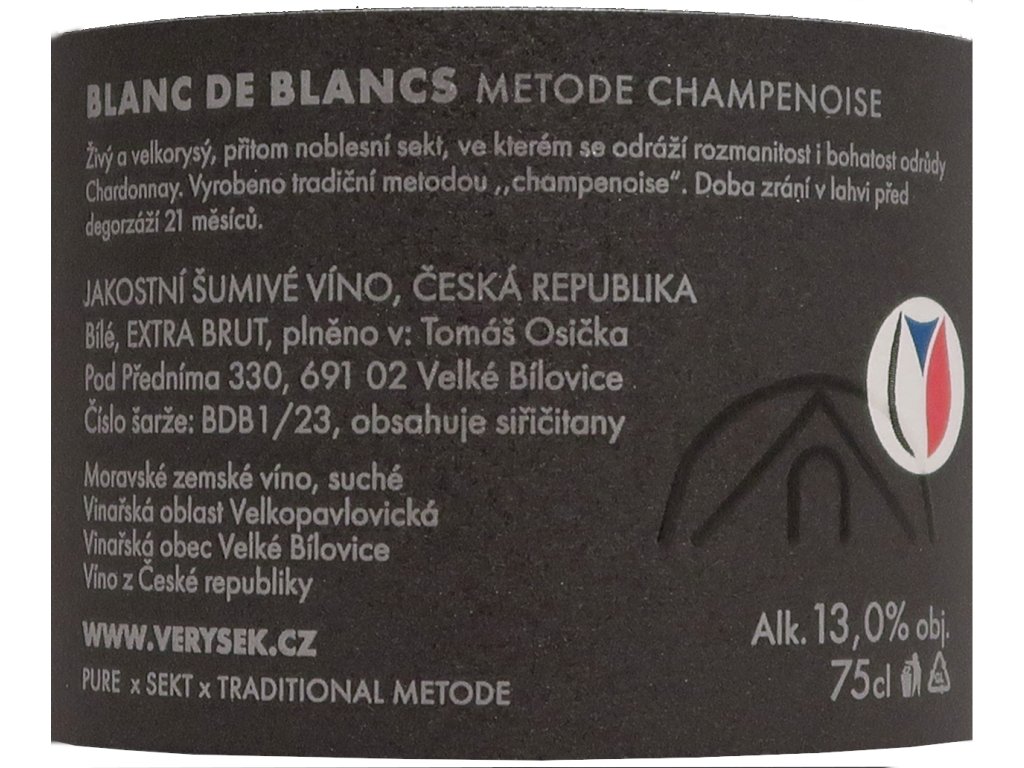 BLANC DE BLANCS METODE CHAMPENOISE
Živý a velkorysý, přitom noblesní sekt, ve kterém se odráží rozmanitost i bohatost odrůdy
Chardonnay. Vyrobeno tradiční metodou ,,champenoise“. Doba zrání v lahvi před
degorzáží 21 měsíců.
JAKOSTNÍ ŠUMIVÉ VÍNO, ČESKÁ REPUBLIKA
Bílé, EXTRA BRUT, plněno v: Tomáš Osička
Pod Předníma 330, 691 02 Velké Bílovice
Číslo šarže: BDB1/23, obsahuje siřičitany
Moravské zemské víno, suché
Vinařská oblast Velkopavlovická
Vinařská obec Velké Bílovice
Víno z České republiky
WWW.VERYSEK.CZ
PURE x SEKT x TRADITIONAL METODE
Alk. 13,0% obj.
75cl GL